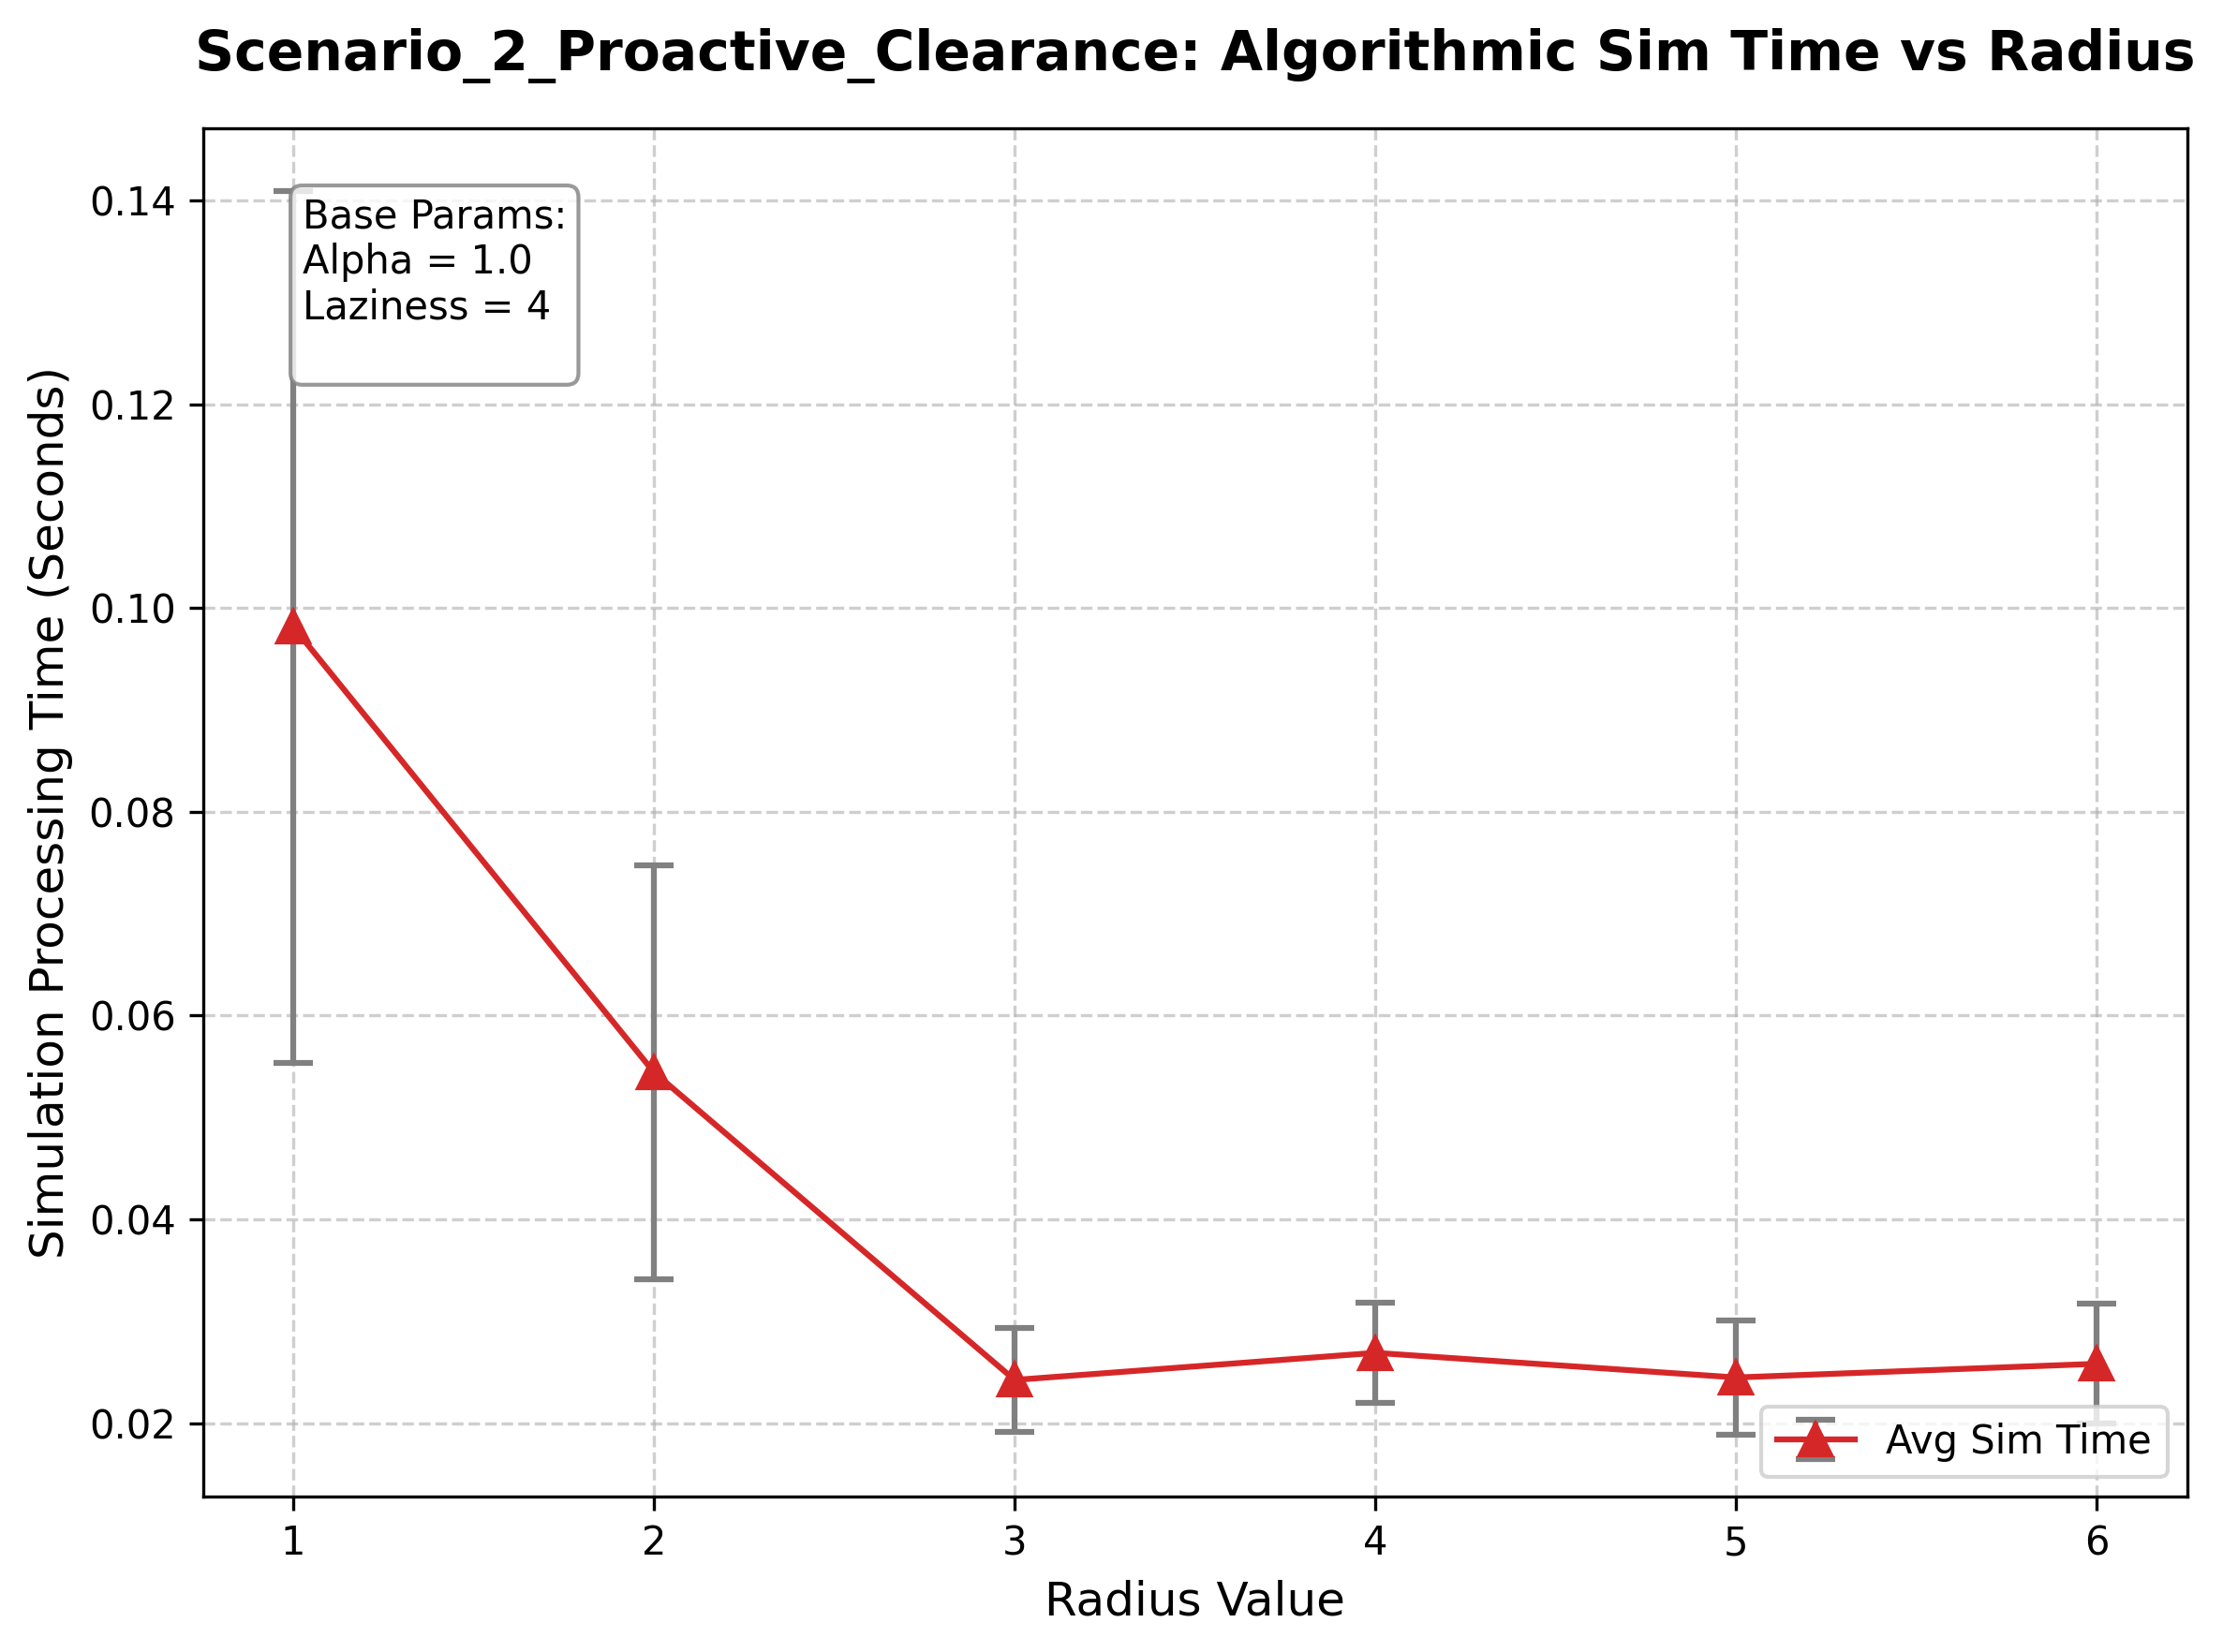 Scenario_2_Proactive_Clearance: Algorithmic Sim Time vs Radius
Simulation Processing Time (Seconds)
0.14
0.12
0.10
0.08
0.06
0.04
0.02
Base Params:
Alpha = 1.0
Laziness = 4
Avg Sim Time
1 2 3 4 5 6
Radius Value